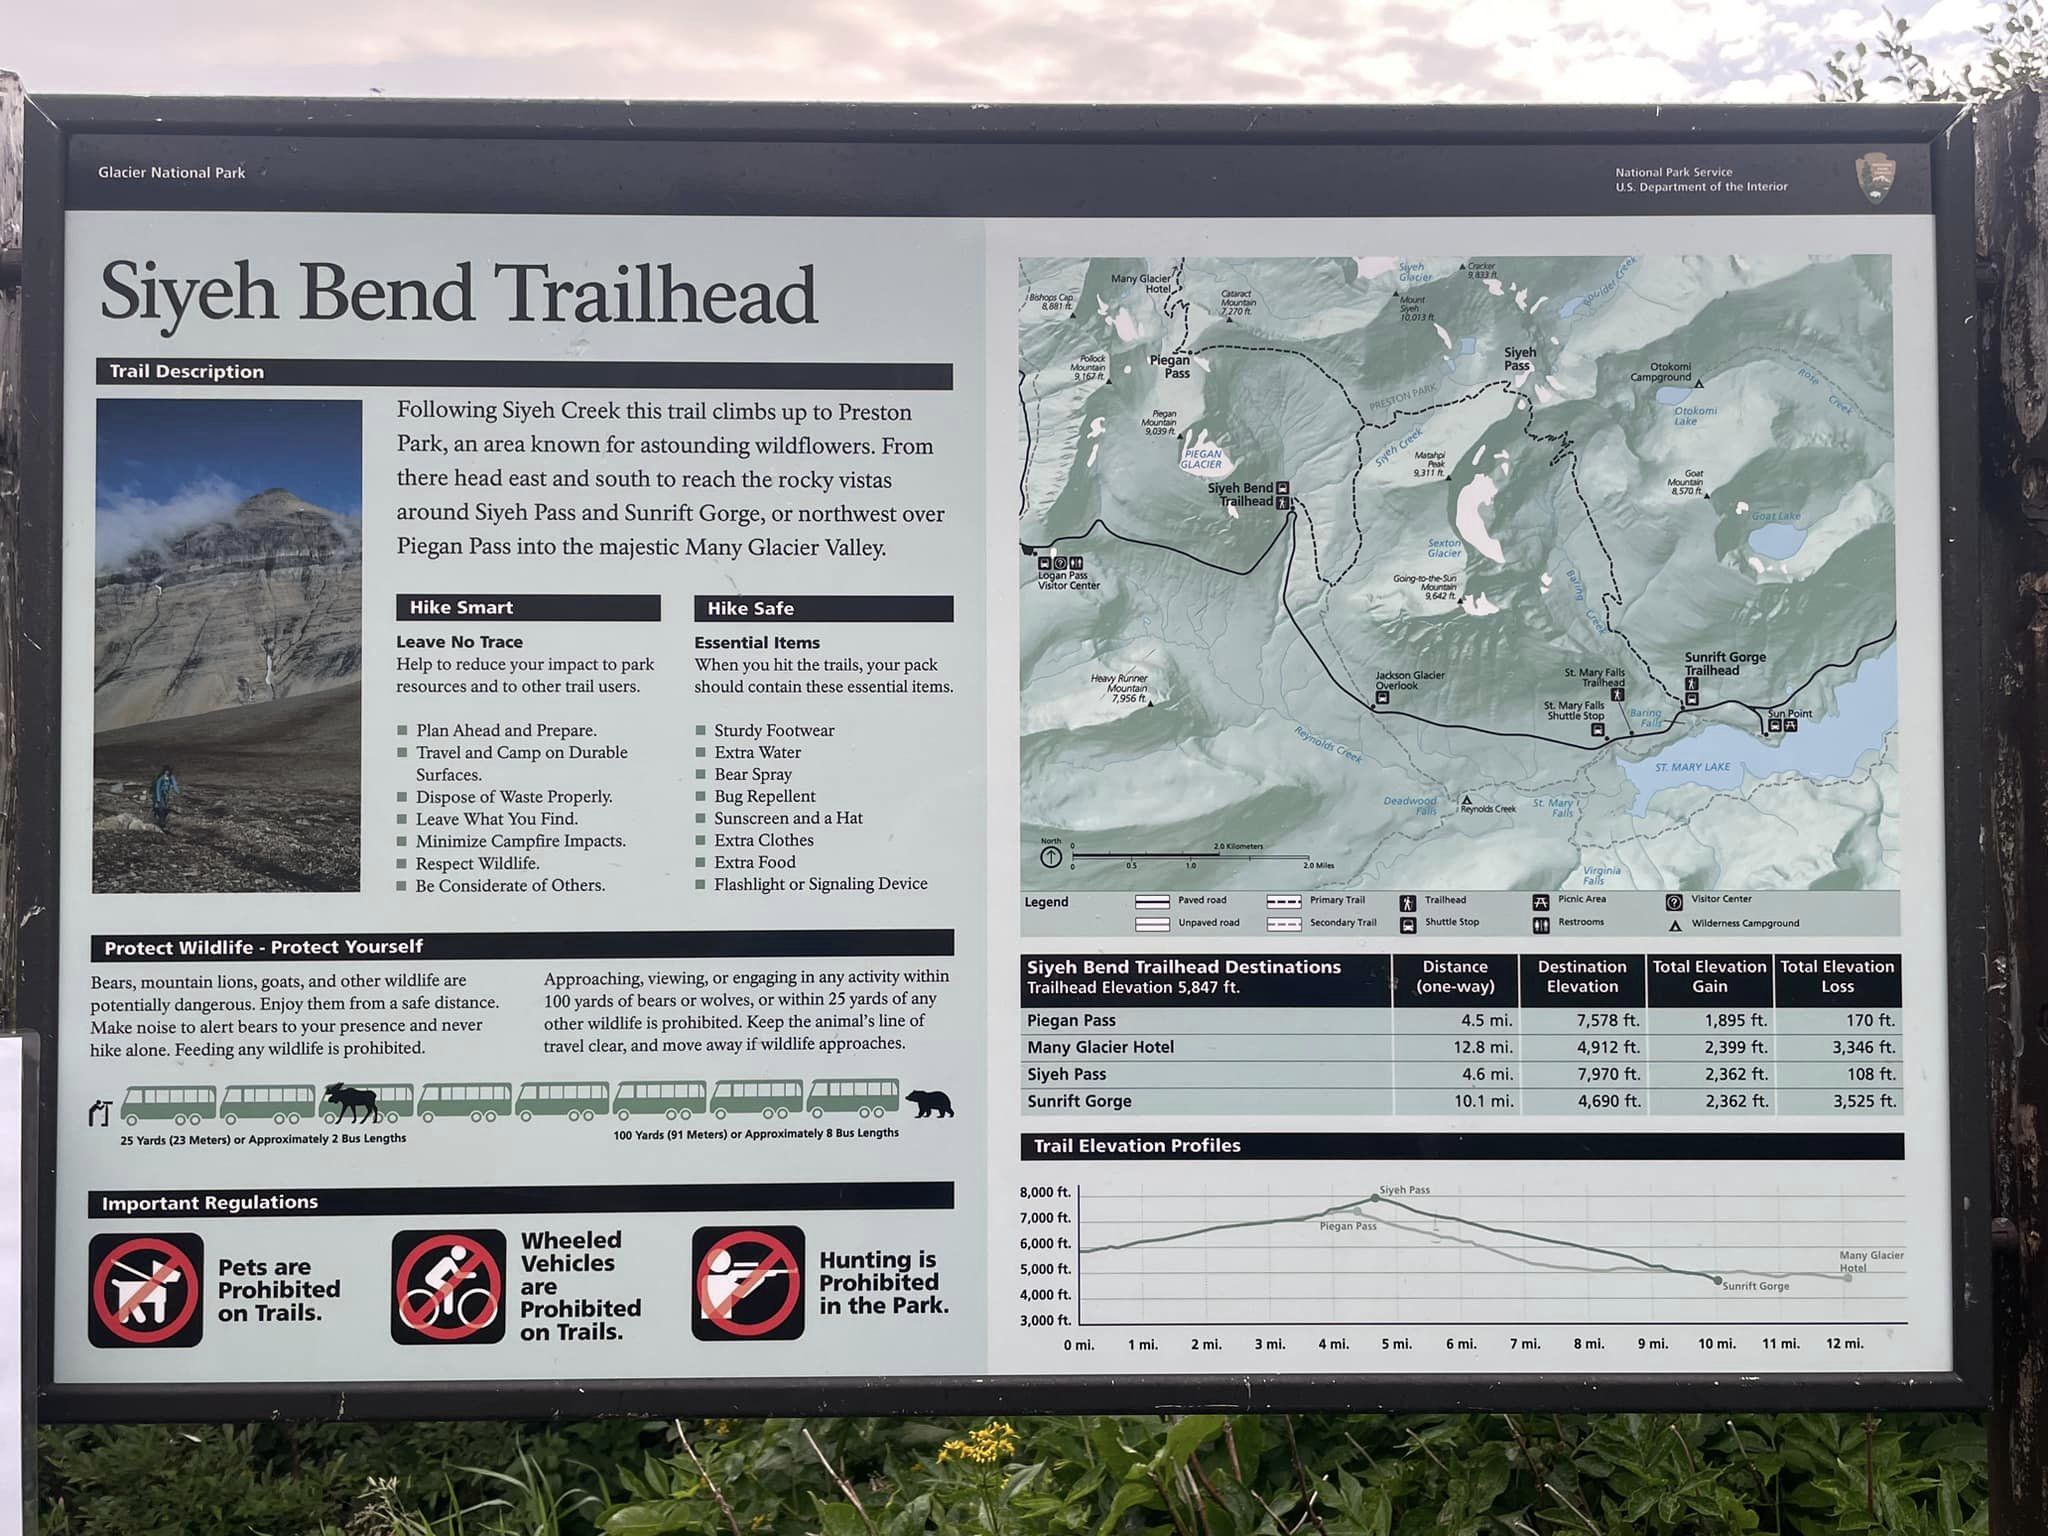 Glacier National Park
National Park Service
U.S. Department of the Interior
Siyeh Bend Trailhead
Trail Description
Following Siyeh Creek this trail climbs up to Preston
Park, an area known for astounding wildflowers. From
there head east and south to reach the rocky vistas
around Siyeh Pass and Sunrift Gorge, or northwest over
Piegan Pass into the majestic Many Glacier Valley.
Hike Smart
Leave No Trace
Help to reduce your impact to park
resources and to other trail users.
Plan Ahead and Prepare.
Travel and Camp on Durable
Surfaces.
Dispose of Waste Properly.
Leave What You Find.
Minimize Campfire Impacts.
Respect Wildlife.
Be Considerate of Others.
Hike Safe
Essential Items
When you hit the trails, your pack
should contain these essential items.
Sturdy Footwear
Extra Water
Bear Spray
Bug Repellent
Sunscreen and a Hat
Extra Clothes
Extra Food
Flashlight or Signaling Device
Protect Wildlife - Protect Yourself
Bears, mountain lions, goats, and other wildlife are
potentially dangerous. Enjoy them from a safe distance.
Make noise to alert bears to your presence and never
hike alone. Feeding any wildlife is prohibited.
Approaching, viewing, or engaging in any activity within
100 yards of bears or wolves, or within 25 yards of any
other wildlife is prohibited. Keep the animal's line of
travel clear, and move away if wildlife approaches.
25 Yards (23 Meters) or Approximately 2 Bus Lengths
100 Yards (91 Meters) or Approximately 8 Bus Lengths
Important Regulations
Pets are
Prohibited
on Trails.
Wheeled
Vehicles
are
Prohibited
on Trails.
Hunting is
Prohibited
in the Park.
Many Glacier
Hotel
Bishops Cap
8,881 ft.
Cataract
Mountain
7,270 ft.
Siyeh
Glacier
Cracker
9,833 ft.
Mount
Siyeh
10,013 ft.
Boulder Creek
Pollock
Mountain
9,167 ft.
Piegan
Pass
Siyeh
Pass
Otokomi
Campground
Rose
Creek
PRESTON PARK
Otokomi
Lake
Piegan
Mountain
9,039 ft.
PIEGAN
GLACIER
Siyeh Creek
Matahpi
Peak
9,311 ft.
Goat
Mountain
8,570 ft.
Siyeh Bend
Trailhead
Goat Lake
Sexton
Glacier
Logan Pass
Visitor Center
Going-to-the-Sun
Mountain
9,642 ft.
Baring
Creek
Heavy Runner
Mountain
7,956 ft.
Jackson Glacier
Overlook
St. Mary Falls
Trailhead
Sunrift Gorge
Trailhead
St. Mary Falls
Shuttle Stop
Baring
Falls
Sun Point
Reynolds Creek
ST. MARY LAKE
Deadwood
Falls
Reynolds Creek
St. Mary
Falls
Virginia
Falls
North
0
2.0 Kilometers
0
0.5
1.0
2.0 Miles
Legend
Paved road
Primary Trail
Trailhead
Picnic Area
Visitor Center
Unpaved road
Secondary Trail
Shuttle Stop
Restrooms
Wilderness Campground
Siyeh Bend Trailhead Destinations
Trailhead Elevation 5,847 ft.
Distance
(one-way)
Destination
Elevation
Total Elevation
Gain
Total Elevation
Loss
Piegan Pass 4.5 mi. 7,578 ft. 1,895 ft. 170 ft.
Many Glacier Hotel 12.8 mi. 4,912 ft. 2,399 ft. 3,346 ft.
Siyeh Pass 4.6 mi. 7,970 ft. 2,362 ft. 108 ft.
Sunrift Gorge 10.1 mi. 4,690 ft. 2,362 ft. 3,525 ft.
Trail Elevation Profiles
8,000 ft.
7,000 ft.
6,000 ft.
5,000 ft.
4,000 ft.
3,000 ft.
Siyeh Pass
Piegan Pass
Many Glacier
Hotel
Sunrift Gorge
0 mi. 1 mi. 2 mi. 3 mi. 4 mi. 5 mi. 6 mi. 7 mi. 8 mi. 9 mi. 10 mi. 11 mi. 12 mi.